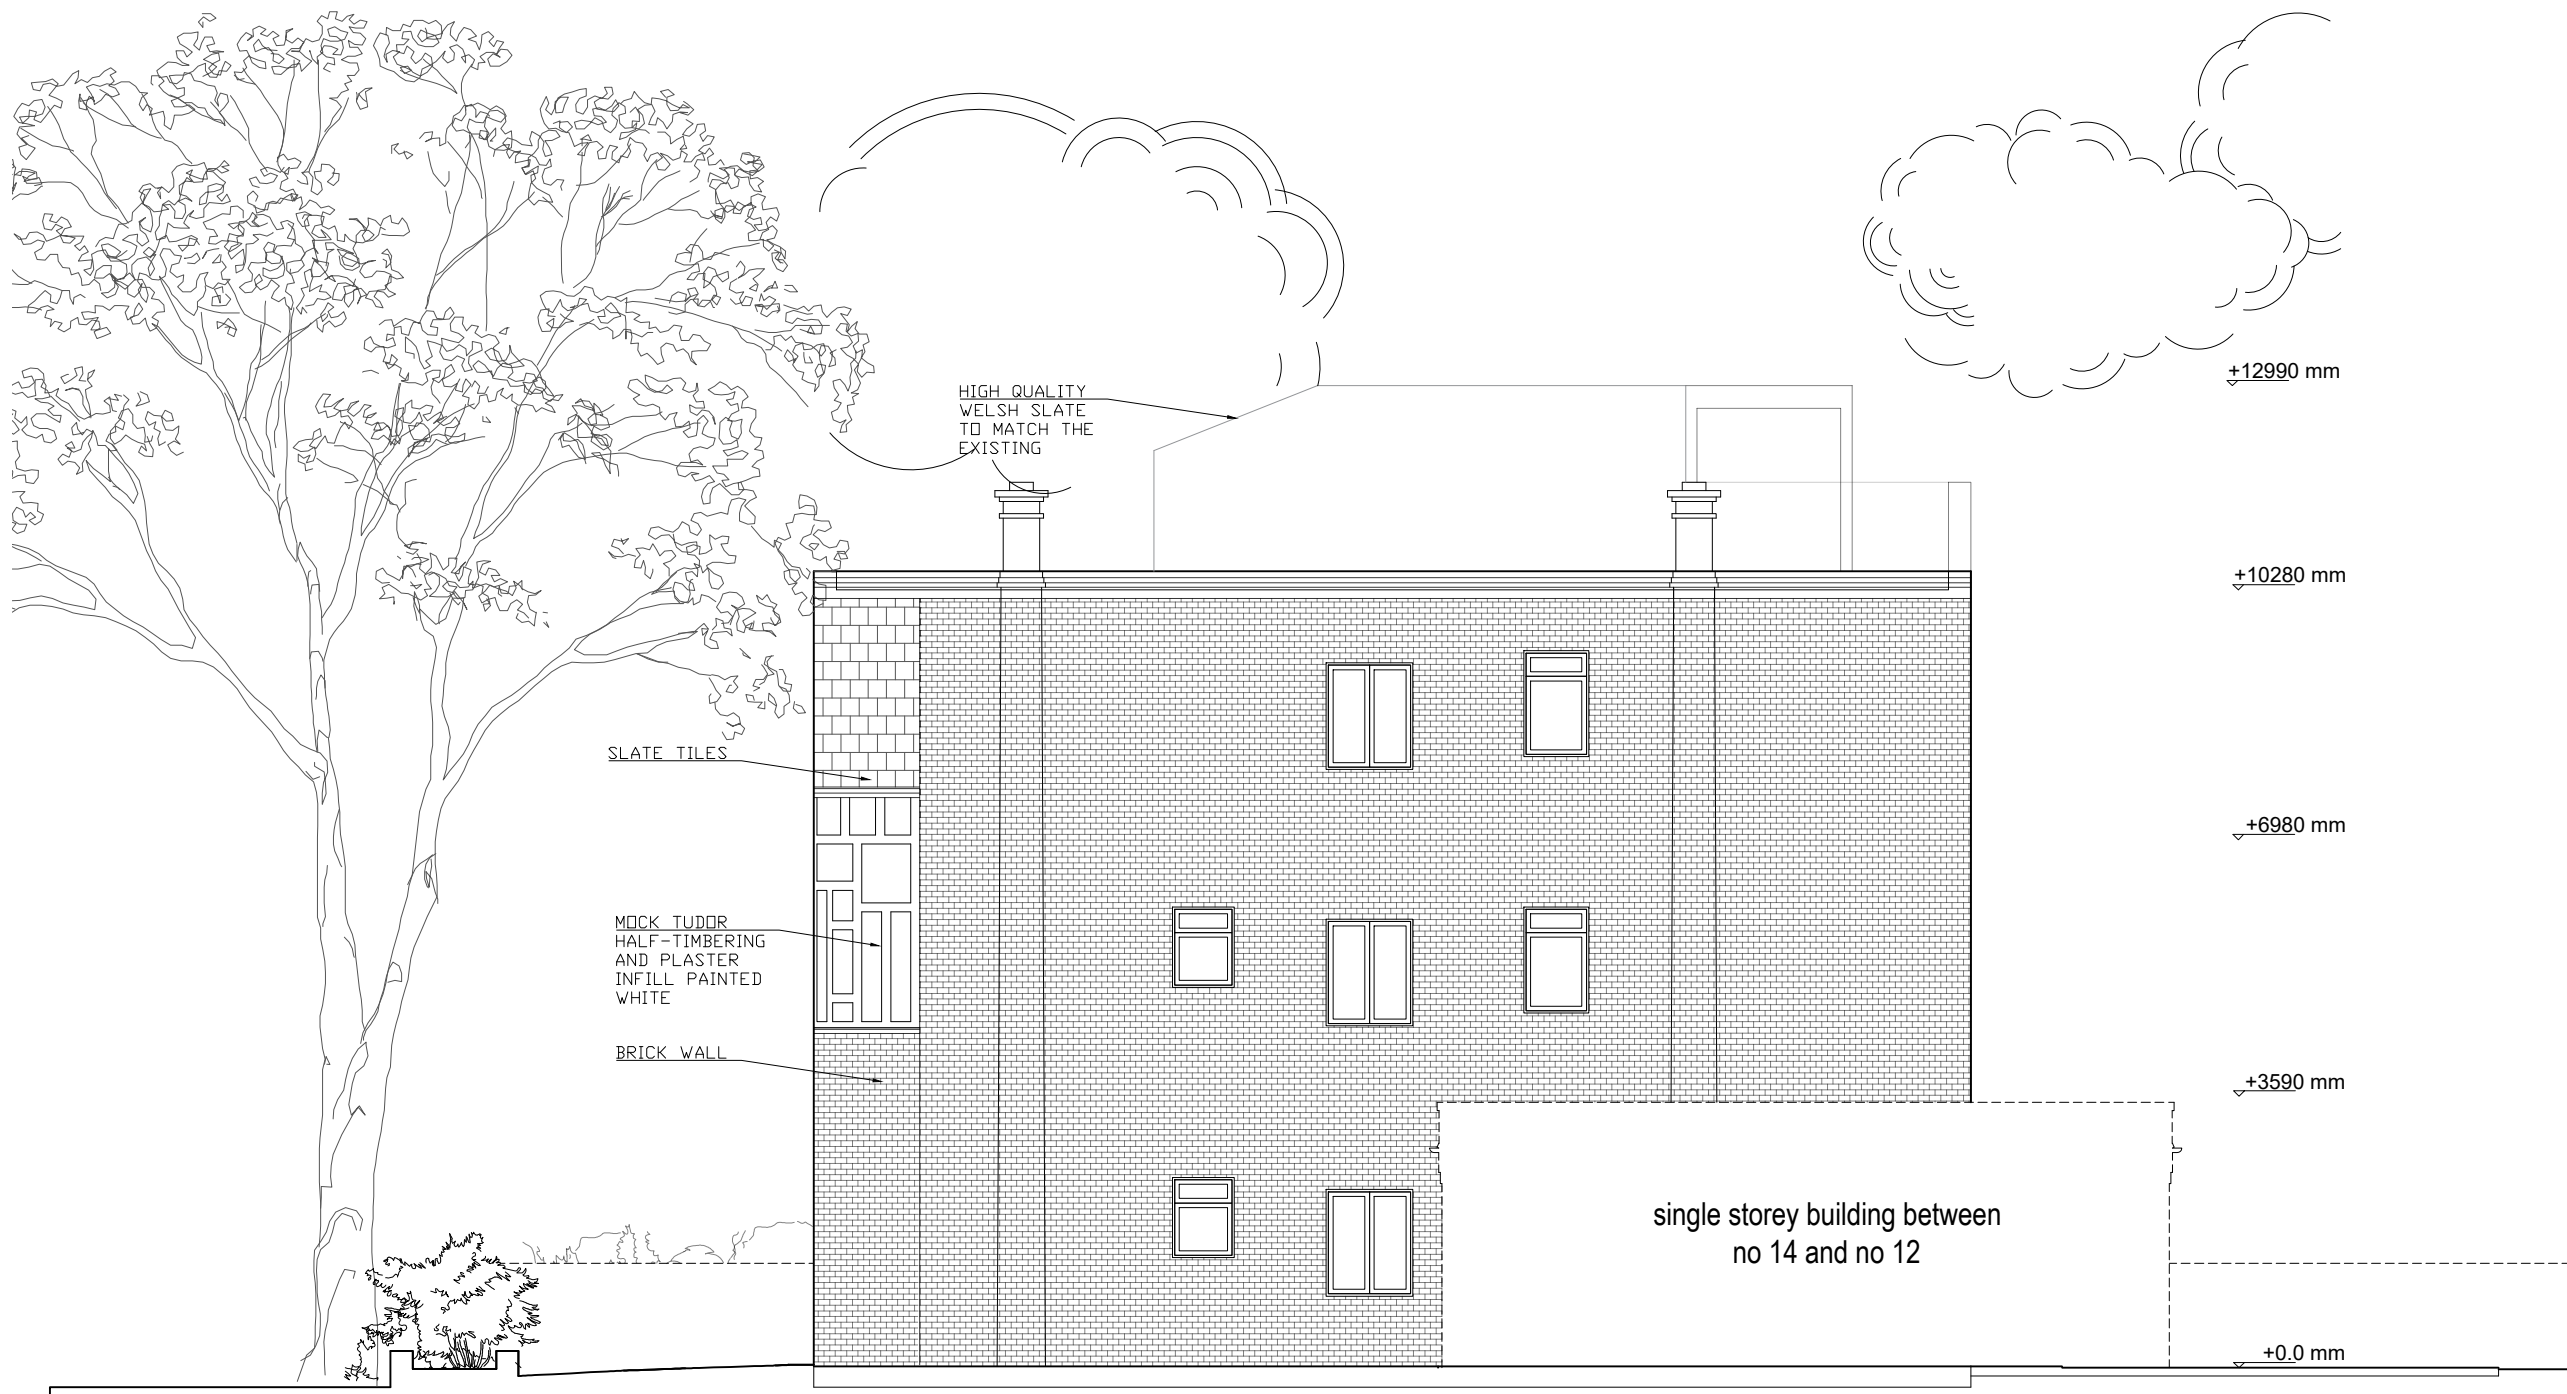 +12990 mm
HIGH QUALITY
WELSH SLATE
TO MATCH THE
EXISTING
+10280 mm
SLATE TILES
+6980 mm
MOCK TUDOR
HALF-TIMBERING
AND PLASTER
INFILL PAINTED
WHITE
BRICK WALL
+3590 mm
single storey building between
no 14 and no 12
+0.0 mm